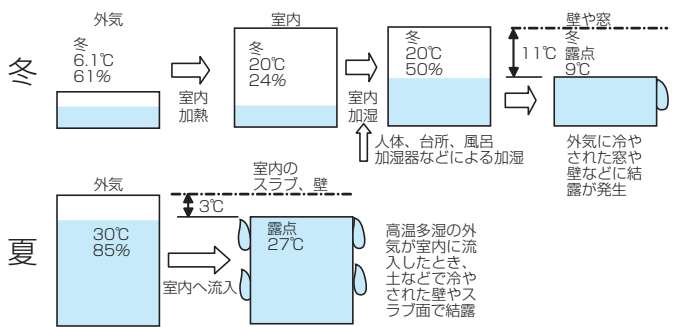 冬
外気
冬
6.1℃
61%
室内
加熱
室内
冬
20℃
24%
室内
加湿
人体、台所、風呂
加湿器などによる加湿
冬
20℃
50%
壁や窓
11℃
冬
露点
9℃
外気に冷や
された窓や
壁などに結
露が発生
夏
外気
30℃
85%
室内へ流入
室内の
スラブ、壁
3℃
露点
27℃
高温多湿の外
気が室内に流
入したとき、
土などで冷や
された壁やス
ラブ面で結露